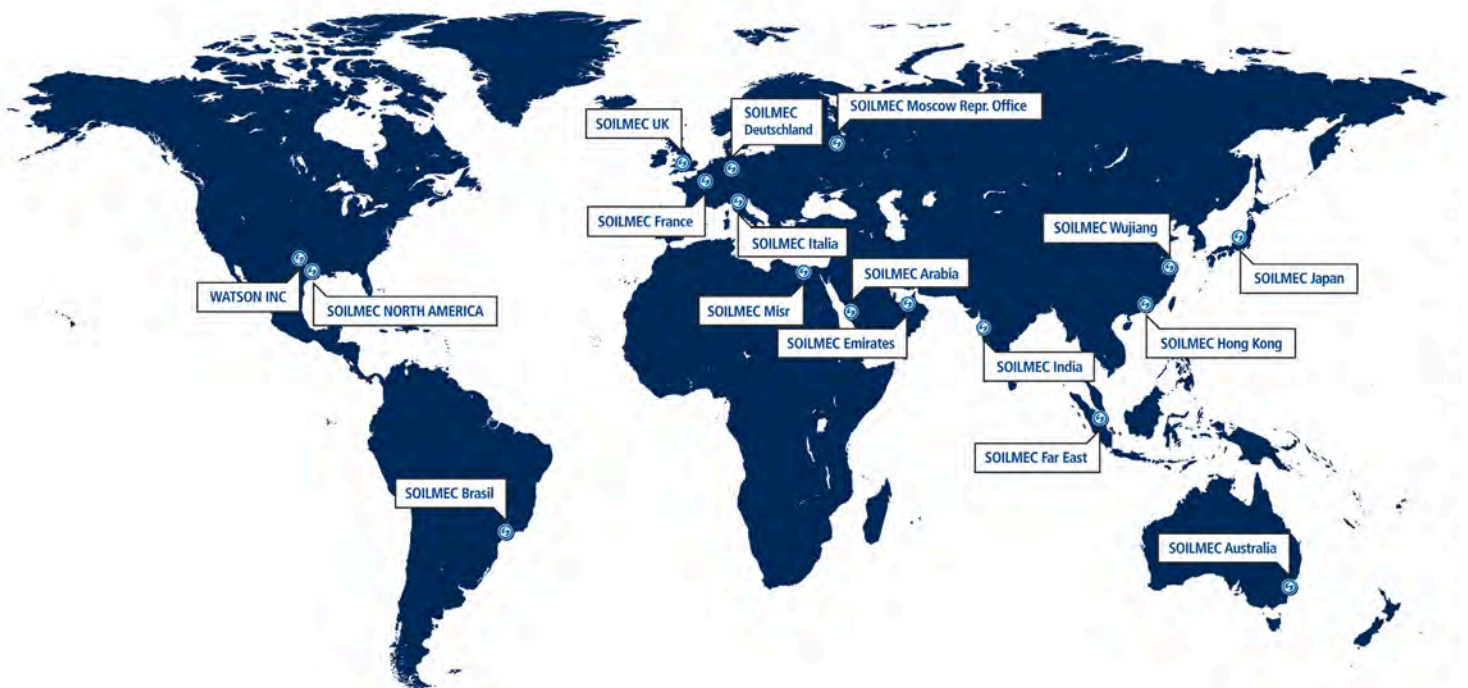 SOILMEC Moscow Repr. Office
SOILMEC
Deutschland
SOILMEC UK
SOILMEC France
SOILMEC Italia
SOILMEC Wujiang
SOILMEC Arabia
SOILMEC Japan
WATSON INC
SOILMEC NORTH AMERICA
SOILMEC Misr
SOILMEC Emirates
SOILMEC Hong Kong
SOILMEC India
SOILMEC Far East
SOILMEC Brasil
SOILMEC Australia